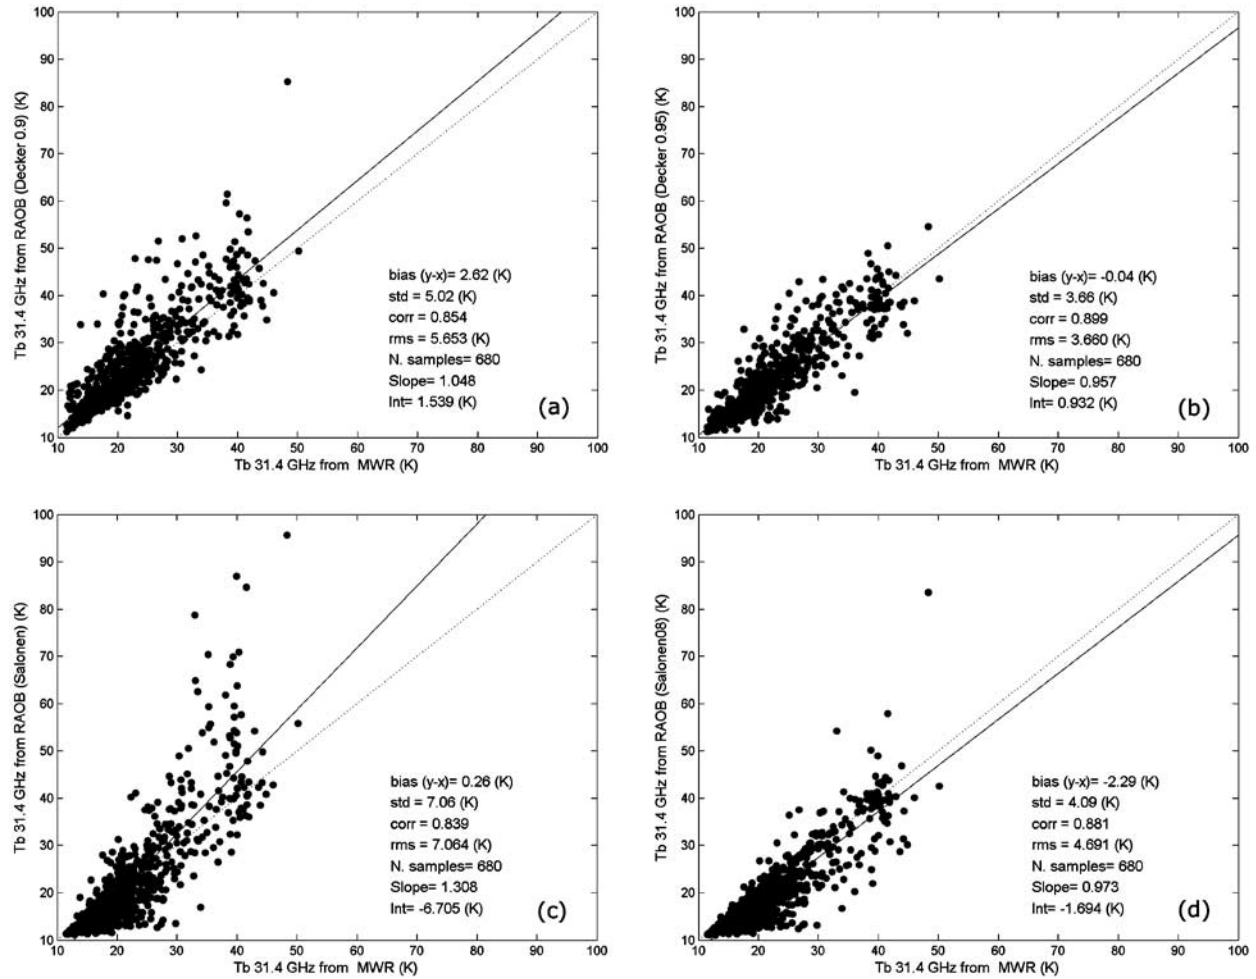 Tb 31.4 GHz from RAOB (Decker 0.9) (K)
100
90
80
70
60
50
40
30
20
10
bias (y-x)= 2.62 (K)
std = 5.02 (K)
corr = 0.854
rms = 5.653 (K)
N. samples= 680
Slope= 1.048
Int= 1.539 (K)
(a)
10 20 30 40 50 60 70 80 90 100
Tb 31.4 GHz from MWR (K)
Tb 31.4 GHz from RAOB (Decker 0.95) (K)
100
90
80
70
60
50
40
30
20
10
bias (y-x)= -0.04 (K)
std = 3.66 (K)
corr = 0.899
rms = 3.660 (K)
N. samples= 680
Slope= 0.957
Int= 0.932 (K)
(b)
10 20 30 40 50 60 70 80 90 100
Tb 31.4 GHz from MWR (K)
Tb 31.4 GHz from RAOB (Salonen) (K)
100
90
80
70
60
50
40
30
20
10
bias (y-x)= 0.26 (K)
std = 7.06 (K)
corr = 0.839
rms = 7.064 (K)
N. samples= 680
Slope= 1.308
Int= -6.705 (K)
(c)
10 20 30 40 50 60 70 80 90 100
Tb 31.4 GHz from MWR (K)
Tb 31.4 GHz from RAOB (Salonen08) (K)
100
90
80
70
60
50
40
30
20
10
bias (y-x)= -2.29 (K)
std = 4.09 (K)
corr = 0.881
rms = 4.691 (K)
N. samples= 680
Slope= 0.973
Int= -1.694 (K)
(d)
10 20 30 40 50 60 70 80 90 100
Tb 31.4 GHz from MWR (K)